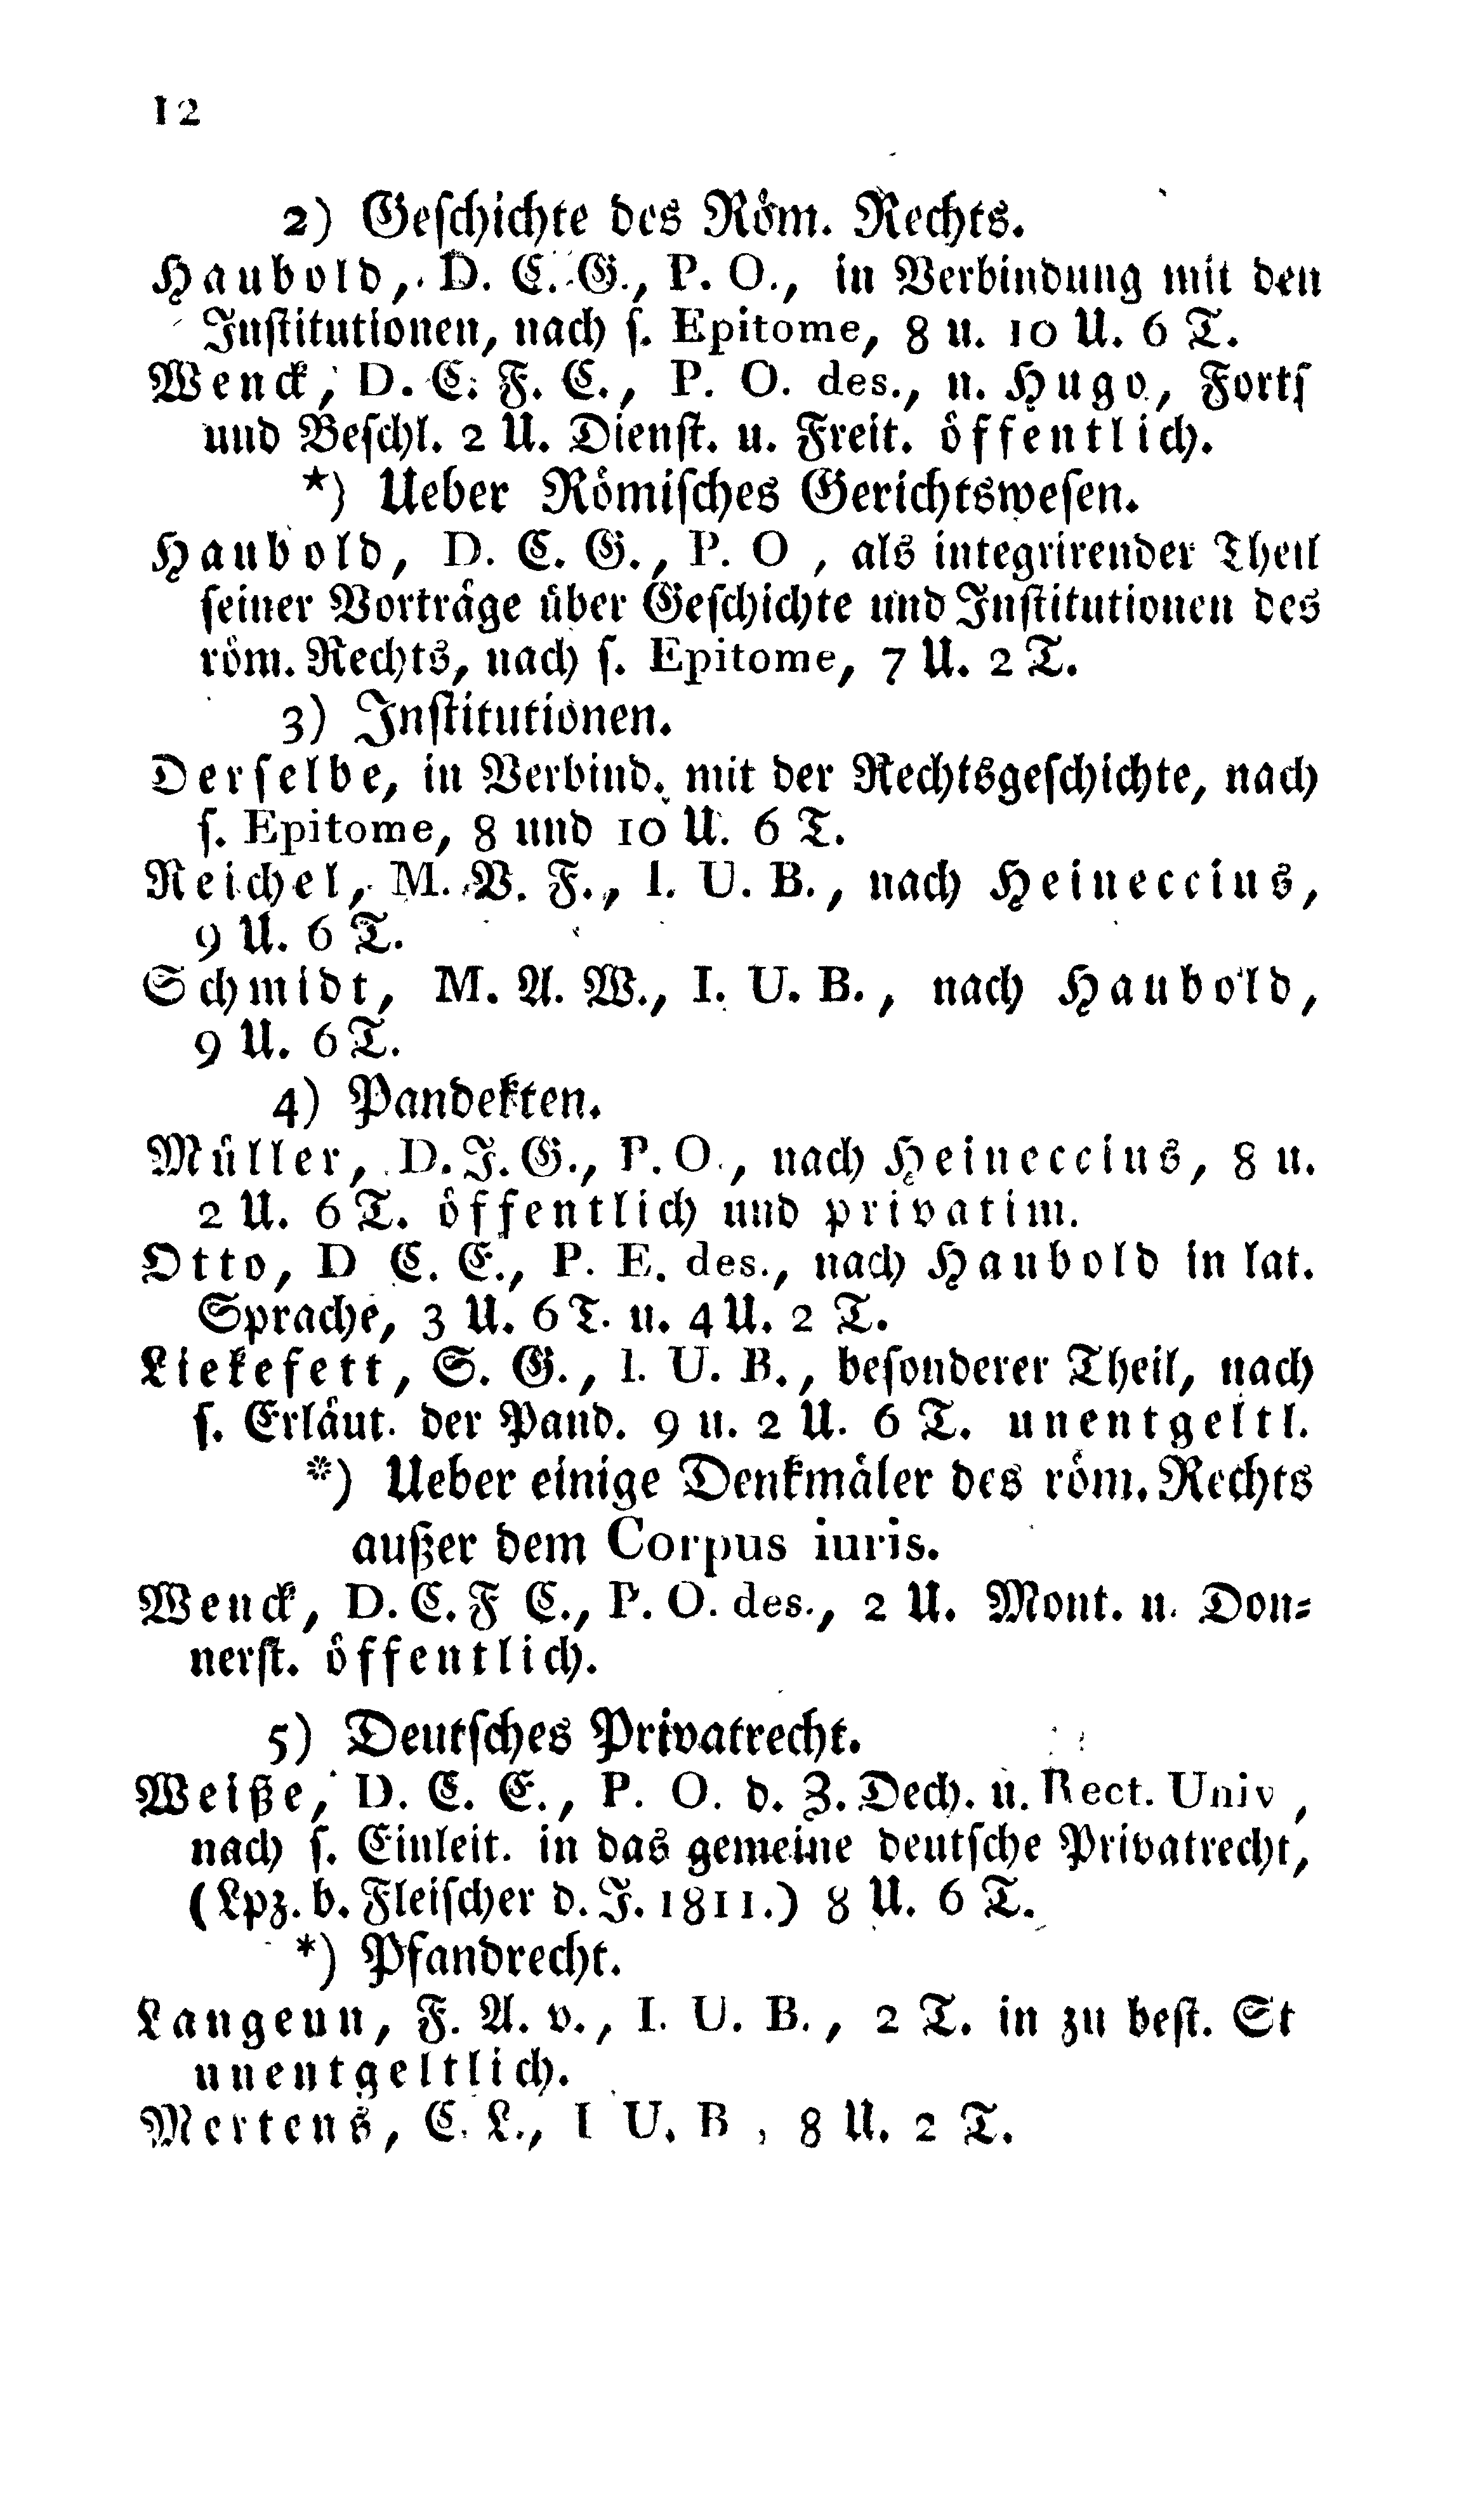 12
2) Geſchichte des Röm. Rechts.
Haubold, D. C. G., P. O., in Verbindung mit den
Inſtitutionen, nach ſ. Epitome, 8 u. 10 U. 6 T.
Wenck, D. C. F. C., P. O. des., u. Hugo, Fortſ
und Beſchl. 2 U. Dienſt. u. Freit. öffentlich.
*) Ueber Römiſches Gerichtsweſen.
Haubold, D. C. G., P. O , als integrirender Theil
ſeiner Vorträge über Geſchichte und Inſtitutionen des
röm. Rechts, nach ſ. Epitome, 7 U. 2 T.
3) Inſtitutionen.
Derſelbe, in Verbind. mit der Rechtsgeſchichte, nach
ſ. Epitome, 8 und 10 U. 6 T.
Reichel, M. V. F., I. U. B., nach Heineccius,
9 U. 6 T.
Schmidt, M. A. W., I. U. B., nach Haubold,
9 U. 6 T.
4) Pandekten.
Müller, D. J. G., P. O., nach Heineccius, 8 u.
2 U. 6 T. öffentlich und privatim.
Otto, D C. E., P. E. des., nach Haubold in lat.
Sprache, 3 U. 6 T. u. 4 U. 2 T.
Liekefett, S. G., I. U. B., beſonderer Theil, nach
ſ. Erläut. der Pand. 9 u. 2 U. 6 T. unentgeltl.
*) Ueber einige Denkmäler des röm. Rechts
außer dem Corpus iuris.
Wenck, D. C. F C., P. O. des., 2 U. Mont. u. Don⸗
nerſt. öffentlich.
5) Deutſches Privatrecht.
Weiße, D. C. E., P. O. d. Z. Dech. u. Rect. Univ ,
nach ſ. Einleit. in das gemeine deutſche Privatrecht,
(Lpz. b. Fleiſcher d. J. 1811.) 8 U. 6 T.
*) Pfandrecht.
Langenn, F. A. v., I. U. B., 2 T. in zu beſt. St
unentgeltlich.
Mertens, C. L., I U. B , 8 U. 2 T.